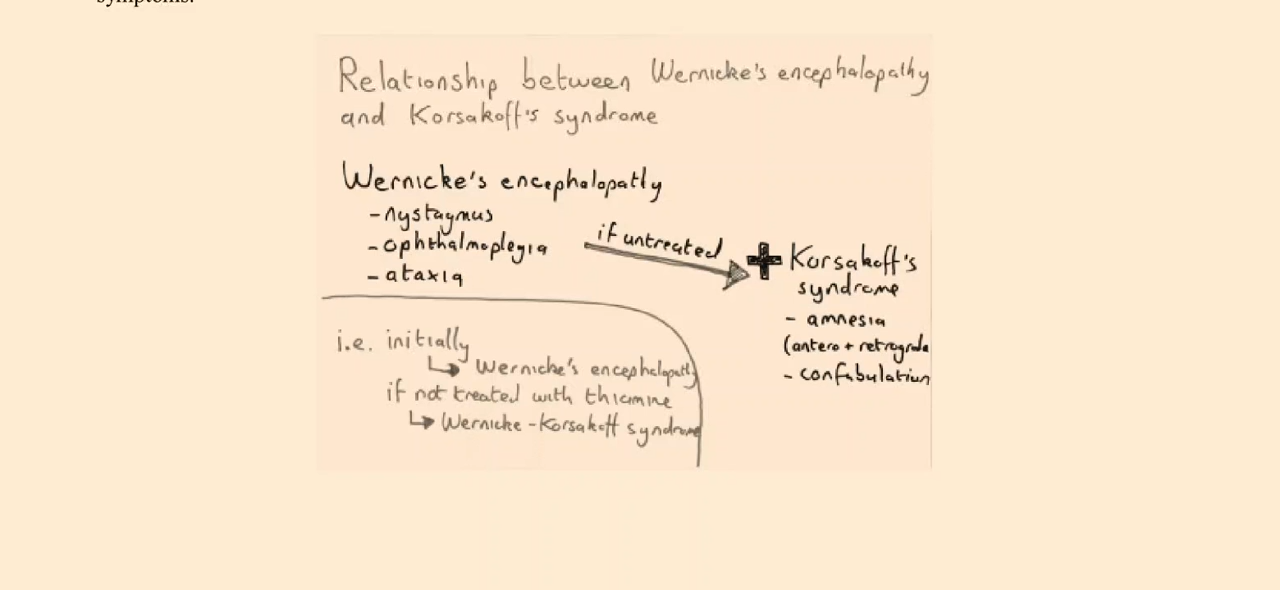 symptoms.
Relationship between Wernicke's encephalopathy
and Korsakoff's syndrome
Wernicke's encephalopathy
-nystagmus
-ophthalmoplegia
-ataxia
if untreated
+ Korsakoff's
syndrome
- amnesia
(antero + retrograde
- confabulation
i.e. initially
↳ Wernicke's encephalopathy
if not treated with thiamine
↳ Wernicke-Korsakoff syndrome